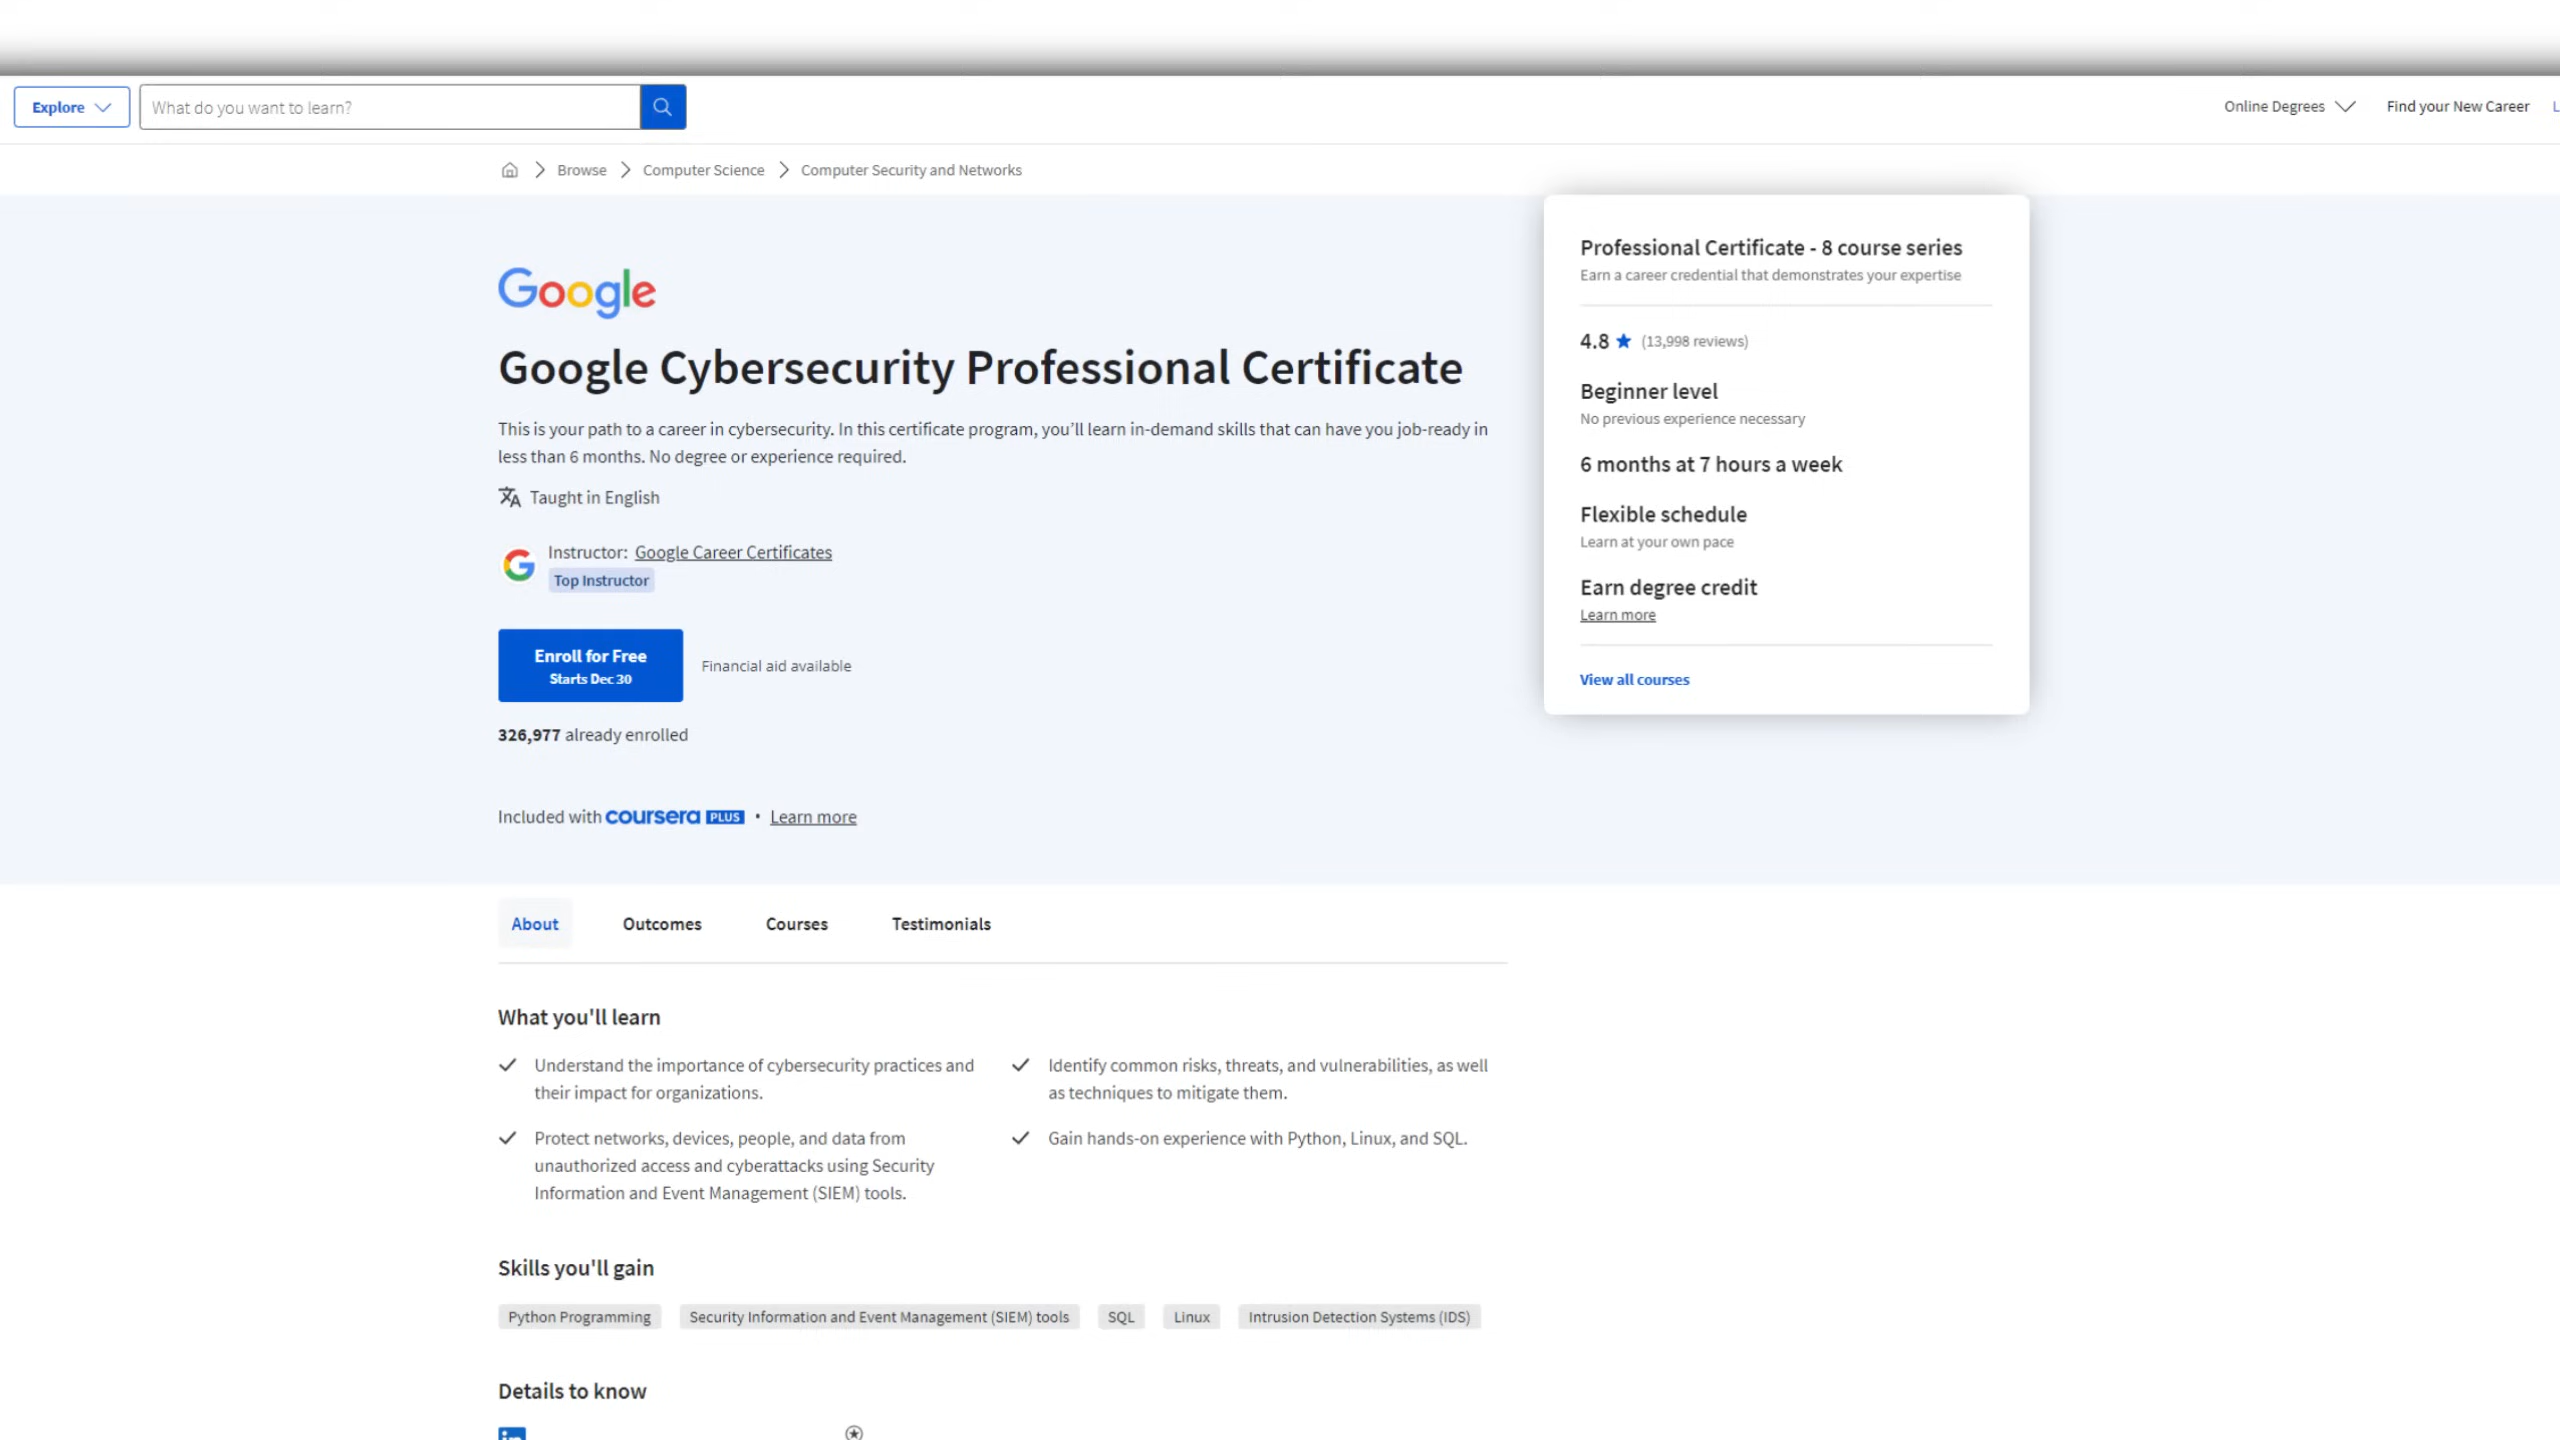 Explore
What do you want to learn?
Online Degrees
Find your New Career
Browse
Computer Science
Computer Security and Networks
Google
Google Cybersecurity Professional Certificate
This is your path to a career in cybersecurity. In this certificate program, you’ll learn in-demand skills that can have you job-ready in
less than 6 months. No degree or experience required.
Taught in English
Instructor: Google Career Certificates
Top Instructor
Enroll for Free
Starts Dec 30
Financial aid available
326,977 already enrolled
Included with coursera PLUS • Learn more
Professional Certificate - 8 course series
Earn a career credential that demonstrates your expertise
4.8 (13,998 reviews)
Beginner level
No previous experience necessary
6 months at 7 hours a week
Flexible schedule
Learn at your own pace
Earn degree credit
Learn more
View all courses
About
Outcomes
Courses
Testimonials
What you'll learn
Understand the importance of cybersecurity practices and
their impact for organizations.
Identify common risks, threats, and vulnerabilities, as well
as techniques to mitigate them.
Protect networks, devices, people, and data from
unauthorized access and cyberattacks using Security
Information and Event Management (SIEM) tools.
Gain hands-on experience with Python, Linux, and SQL.
Skills you'll gain
Python Programming
Security Information and Event Management (SIEM) tools
SQL
Linux
Intrusion Detection Systems (IDS)
Details to know